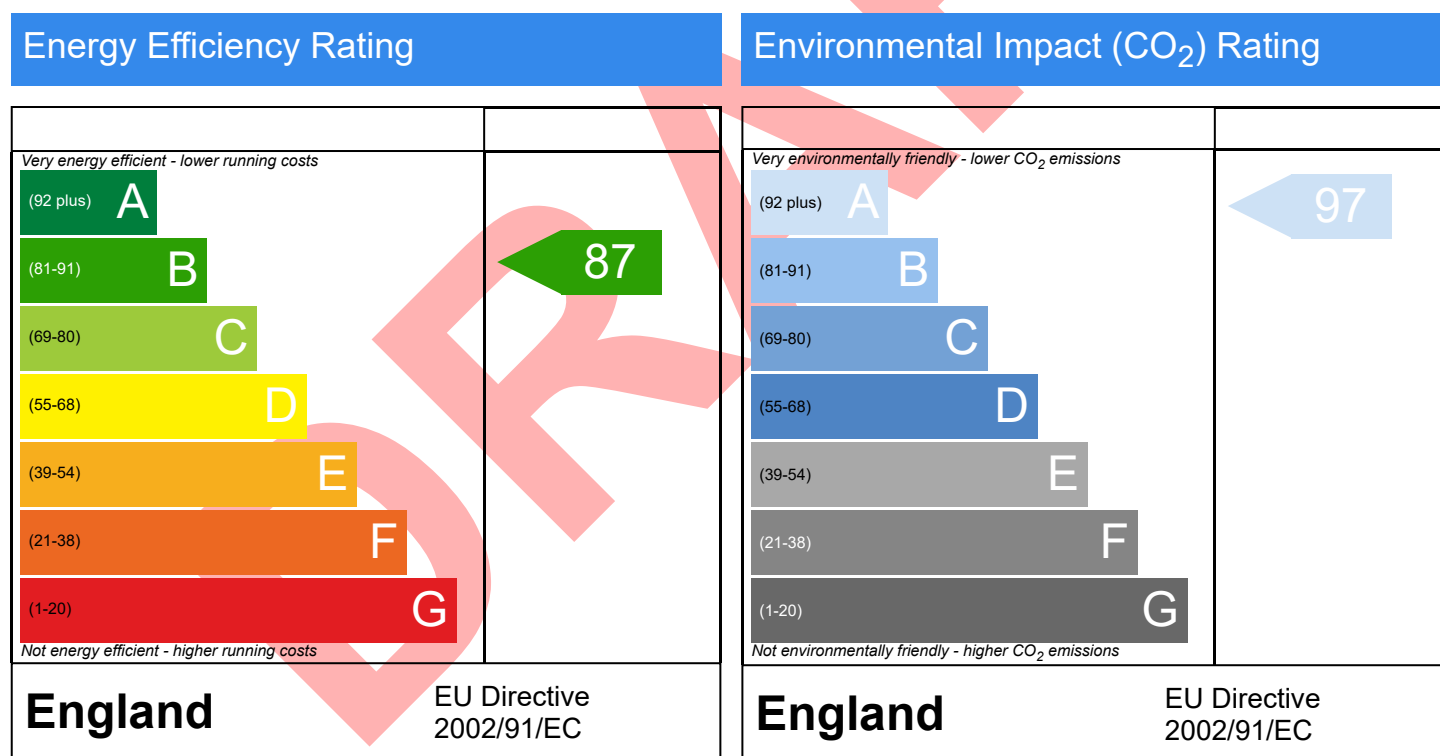 Energy Efficiency Rating
Very energy efficient - lower running costs
(92 plus) A
(81-91) B
(69-80) C
(55-68) D
(39-54) E
(21-38) F
(1-20) G
87
Not energy efficient - higher running costs
England
EU Directive
2002/91/EC
Environmental Impact (CO2) Rating
Very environmentally friendly - lower CO2 emissions
(92 plus) A
(81-91) B
(69-80) C
(55-68) D
(39-54) E
(21-38) F
(1-20) G
97
Not environmentally friendly - higher CO2 emissions
England
EU Directive
2002/91/EC